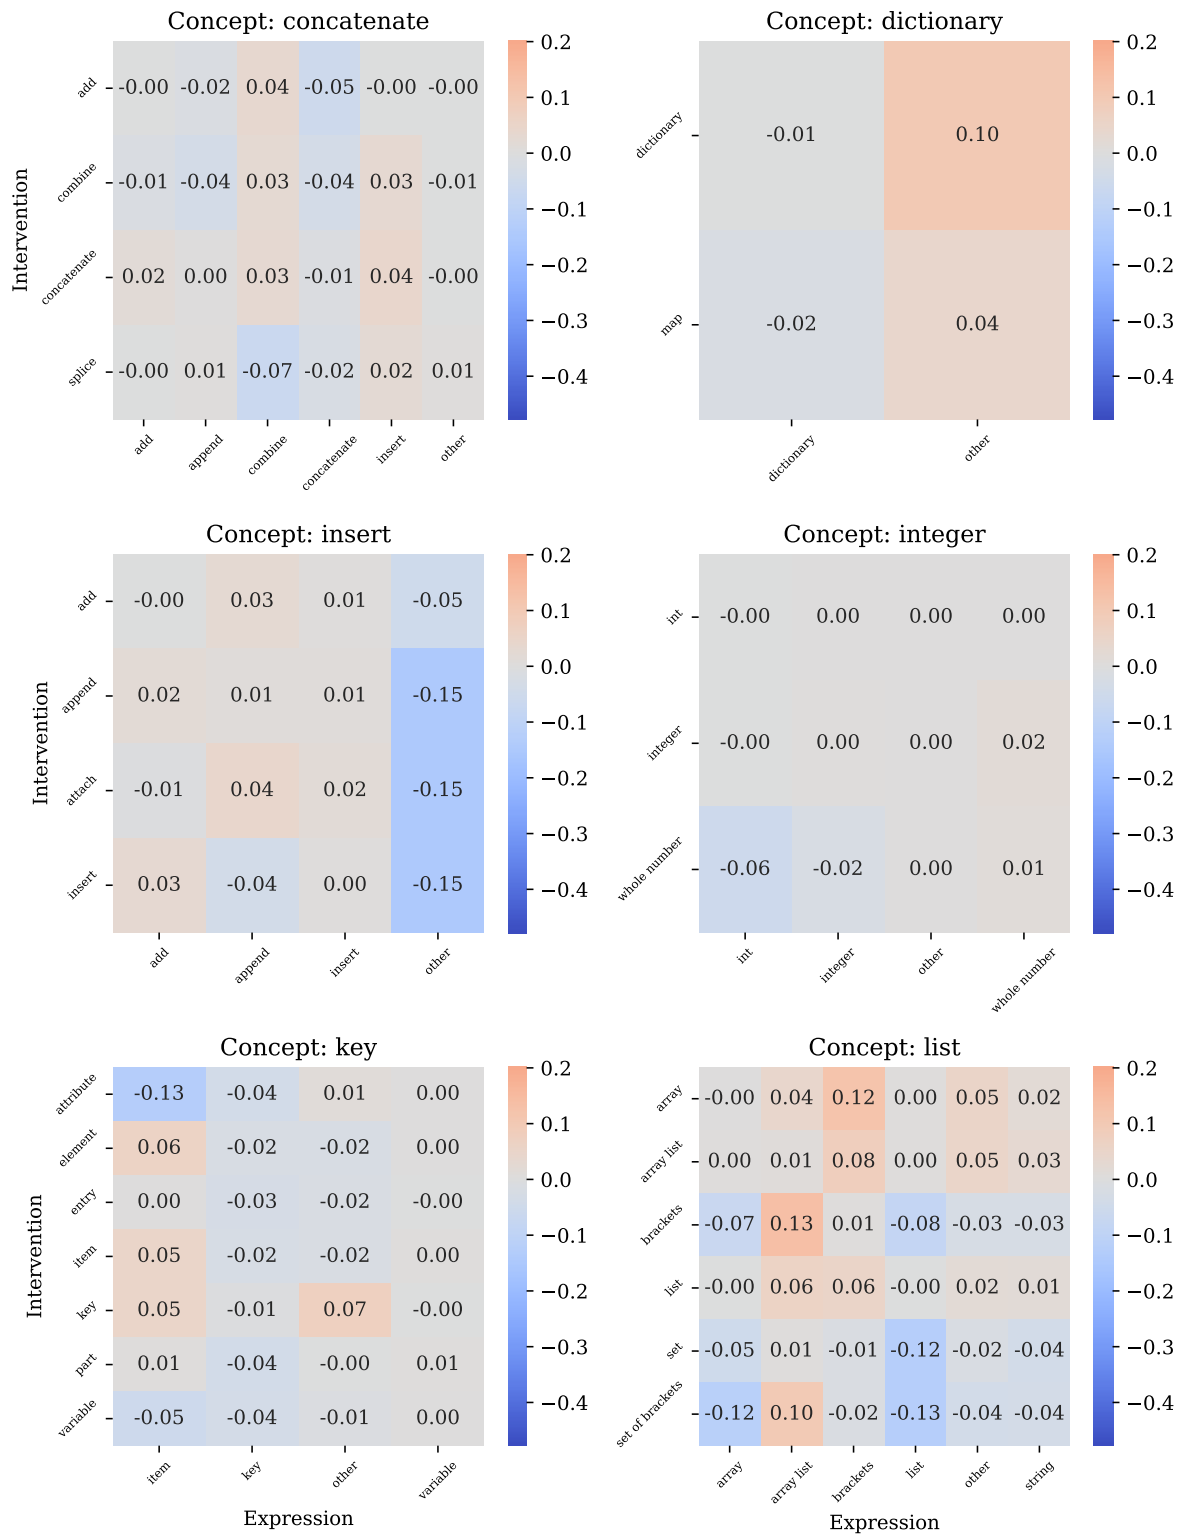 Concept: concatenate
Intervention
add -0.00 -0.02 0.04 -0.05 -0.00 -0.00
combine -0.01 -0.04 0.03 -0.04 0.03 -0.01
concatenate 0.02 0.00 0.03 -0.01 0.04 -0.00
splice -0.00 0.01 -0.07 -0.02 0.02 0.01
add append combine concatenate insert other
0.2
0.1
0.0
−0.1
−0.2
−0.3
−0.4
Concept: dictionary
dictionary -0.01 0.10
map -0.02 0.04
dictionary other
0.2
0.1
0.0
−0.1
−0.2
−0.3
−0.4
Concept: insert
Intervention
add -0.00 0.03 0.01 -0.05
append 0.02 0.01 0.01 -0.15
attach -0.01 0.04 0.02 -0.15
insert 0.03 -0.04 0.00 -0.15
add append insert other
0.2
0.1
0.0
−0.1
−0.2
−0.3
−0.4
Concept: integer
int -0.00 0.00 0.00 0.00
integer -0.00 0.00 0.00 0.02
whole number -0.06 -0.02 0.00 0.01
int integer other whole number
0.2
0.1
0.0
−0.1
−0.2
−0.3
−0.4
Concept: key
Intervention
attribute -0.13 -0.04 0.01 0.00
element 0.06 -0.02 -0.02 0.00
entry 0.00 -0.03 -0.02 -0.00
item 0.05 -0.02 -0.02 0.00
key 0.05 -0.01 0.07 -0.00
part 0.01 -0.04 -0.00 0.01
variable -0.05 -0.04 -0.01 0.00
item key other variable
Expression
0.2
0.1
0.0
−0.1
−0.2
−0.3
−0.4
Concept: list
array -0.00 0.04 0.12 0.00 0.05 0.02
array list 0.00 0.01 0.08 0.00 0.05 0.03
brackets -0.07 0.13 0.01 -0.08 -0.03 -0.03
list -0.00 0.06 0.06 -0.00 0.02 0.01
set -0.05 0.01 -0.01 -0.12 -0.02 -0.04
set of brackets -0.12 0.10 -0.02 -0.13 -0.04 -0.04
array array list brackets list other string
Expression
0.2
0.1
0.0
−0.1
−0.2
−0.3
−0.4